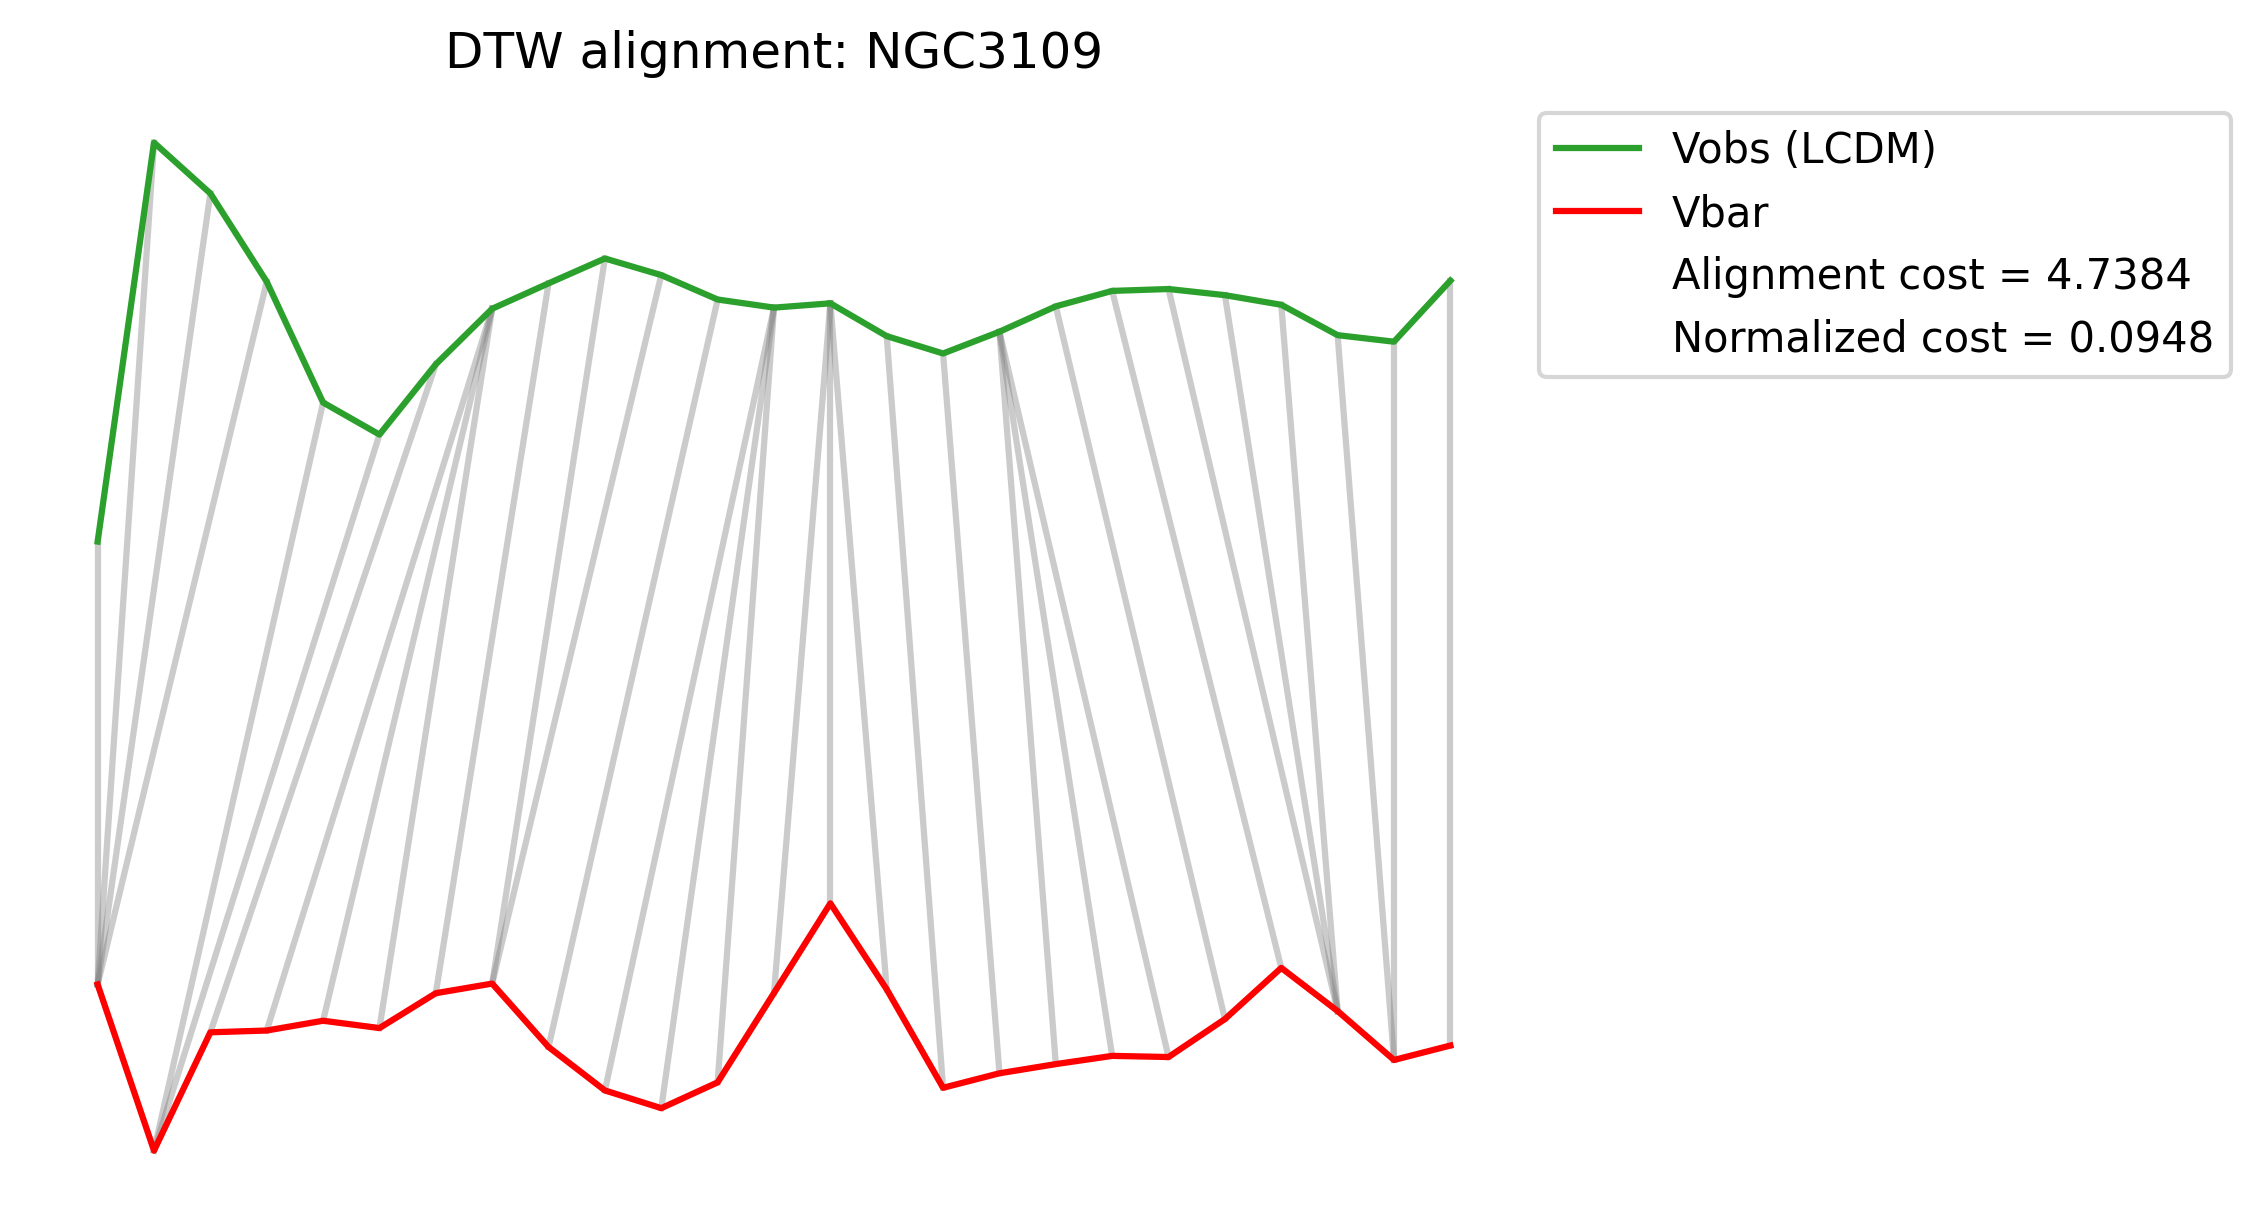 DTW alignment: NGC3109
Vobs (LCDM)
Vbar
Alignment cost = 4.7384
Normalized cost = 0.0948